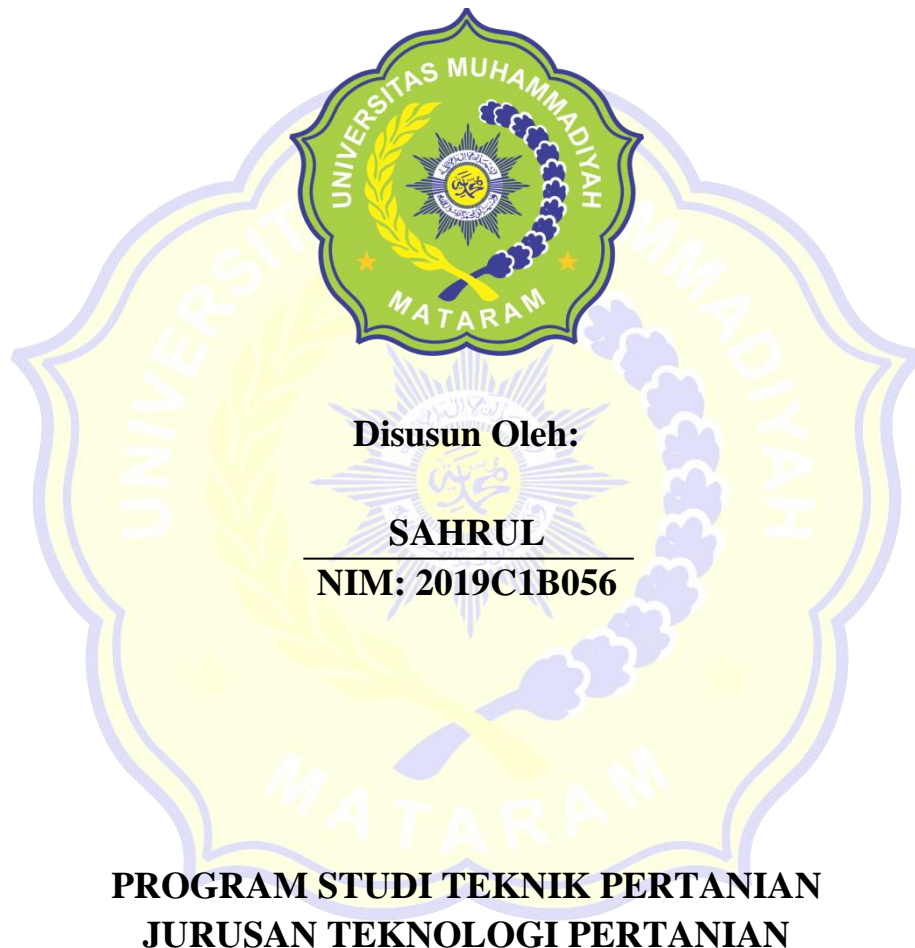 UNIVERSITAS MUHAMMADIYAH
MATARAM
Disusun Oleh:
SAHRUL
NIM: 2019C1B056
PROGRAM STUDI TEKNIK PERTANIAN
JURUSAN TEKNOLOGI PERTANIAN